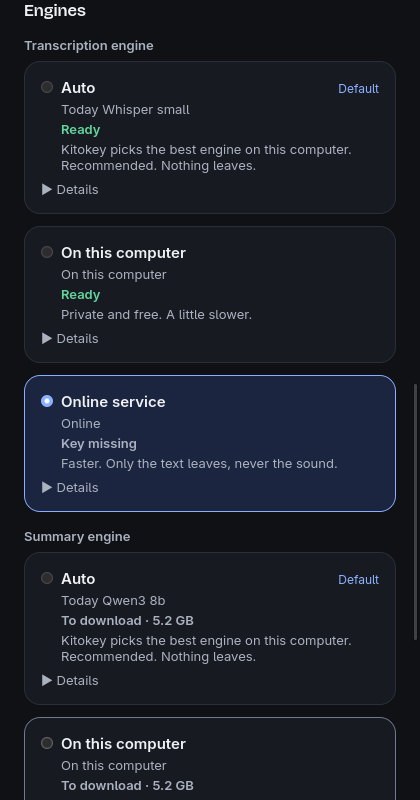 Engines
Transcription engine
Auto
Default
Today Whisper small
Ready
Kitokey picks the best engine on this computer.
Recommended. Nothing leaves.
▶ Details
On this computer
On this computer
Ready
Private and free. A little slower.
▶ Details
Online service
Online
Key missing
Faster. Only the text leaves, never the sound.
▶ Details
Summary engine
Auto
Default
Today Qwen3 8b
To download · 5.2 GB
Kitokey picks the best engine on this computer.
Recommended. Nothing leaves.
▶ Details
On this computer
On this computer
To download · 5.2 GB